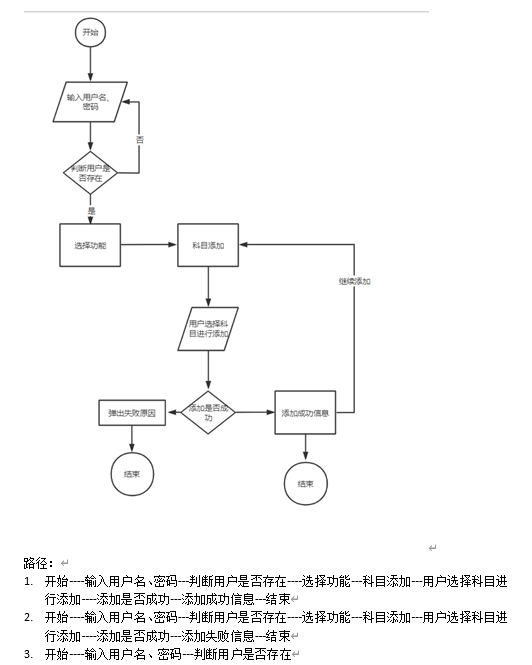 开始
输入用户名、
密码
否
判断用户是
否存在
是
选择功能
科目添加
继续添加
用户选择科
目进行添加
弹出失败原因
添加是否成
功
添加成功信息
结束
结束
路径：
1. 开始----输入用户名、密码---判断用户是否存在----选择功能---科目添加---用户选择科目进
行添加----添加是否成功---添加成功信息---结束
2. 开始----输入用户名、密码---判断用户是否存在----选择功能---科目添加---用户选择科目进
行添加----添加是否成功---添加失败信息---结束
3. 开始----输入用户名、密码---判断用户是否存在